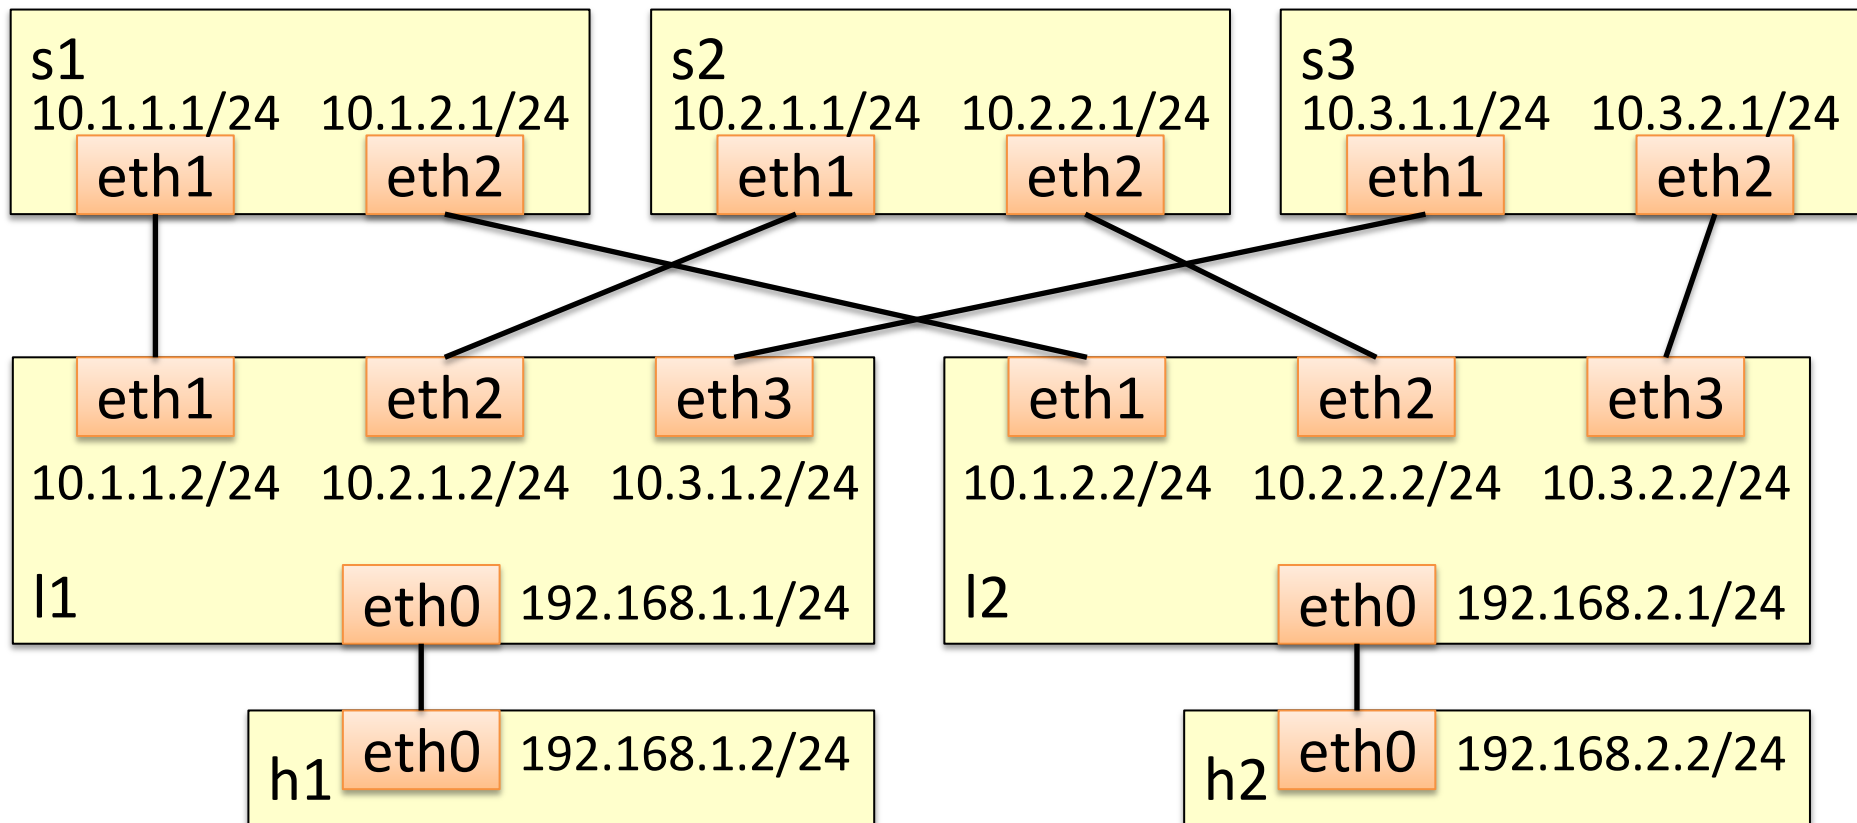 s1
10.1.1.1/24 10.1.2.1/24
eth1 eth2
s2
10.2.1.1/24 10.2.2.1/24
eth1 eth2
s3
10.3.1.1/24 10.3.2.1/24
eth1 eth2
eth1 eth2 eth3
10.1.1.2/24 10.2.1.2/24 10.3.1.2/24
l1 eth0 192.168.1.1/24
eth1 eth2 eth3
10.1.2.2/24 10.2.2.2/24 10.3.2.2/24
l2 eth0 192.168.2.1/24
h1 eth0 192.168.1.2/24
h2 eth0 192.168.2.2/24